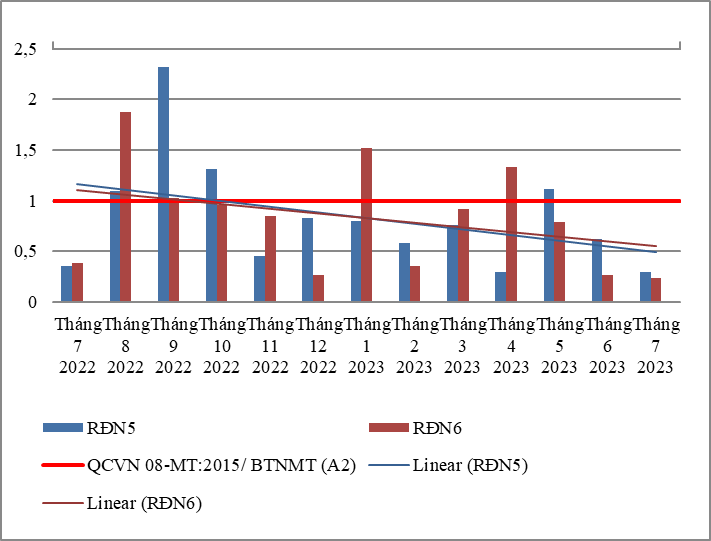 2,5
2
1,5
1
0,5
0
Tháng Tháng Tháng Tháng Tháng Tháng Tháng Tháng Tháng Tháng Tháng Tháng Tháng
7 8 9 10 11 12 1 2 3 4 5 6 7
2022 2022 2022 2022 2022 2022 2023 2023 2023 2023 2023 2023 2023
RĐN5 RĐN6
QCVN 08-MT:2015/ BTNMT (A2) Linear (RĐN5)
Linear (RĐN6)